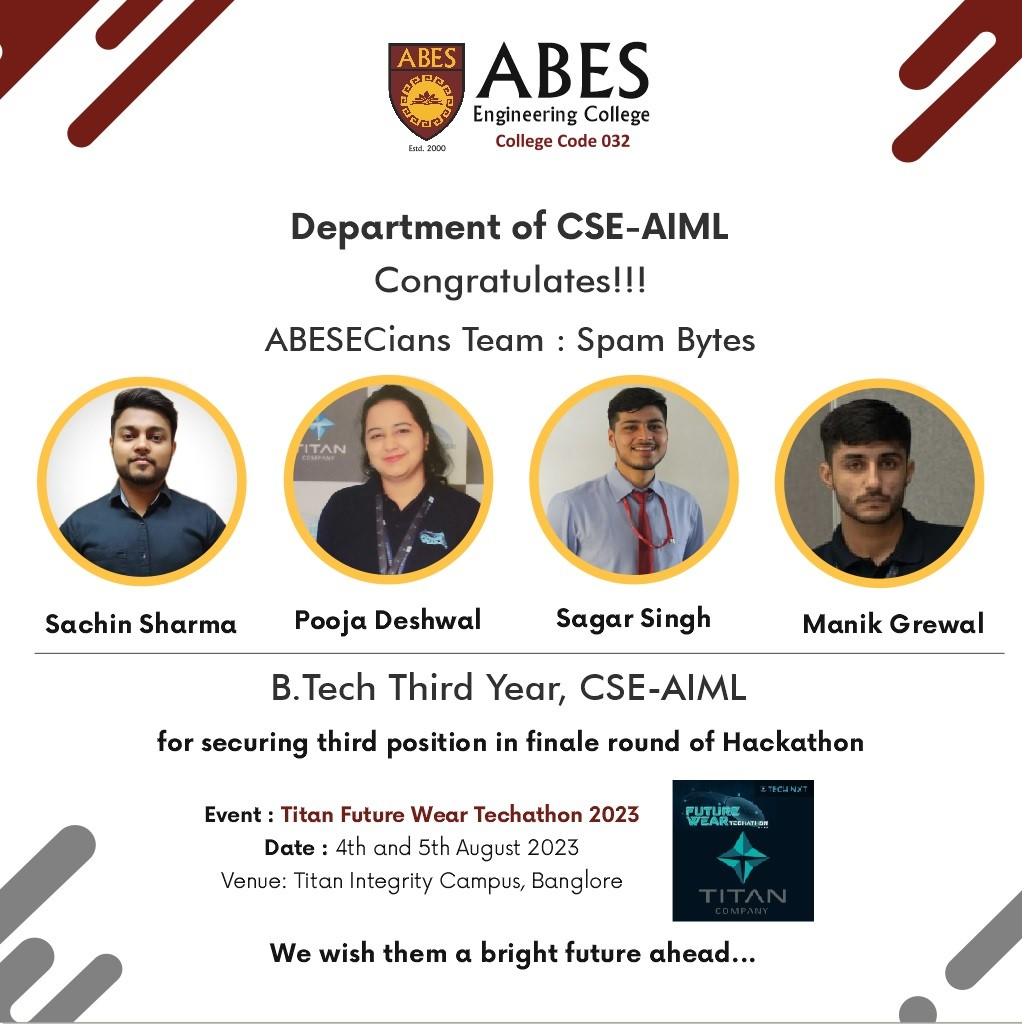 ABES
ABES
Engineering College
College Code 032
Estd. 2000
Department of CSE-AIML
Congratulates!!!
ABESECians Team : Spam Bytes
TITAN
COMPANY
Sachin Sharma
Pooja Deshwal
Sagar Singh
Manik Grewal
B.Tech Third Year, CSE-AIML
for securing third position in finale round of Hackathon
TECH NXT
FUTURE
WEAR TECHATHON
Event : Titan Future Wear Techathon 2023
Date : 4th and 5th August 2023
Venue: Titan Integrity Campus, Banglore
TITAN
COMPANY
We wish them a bright future ahead...